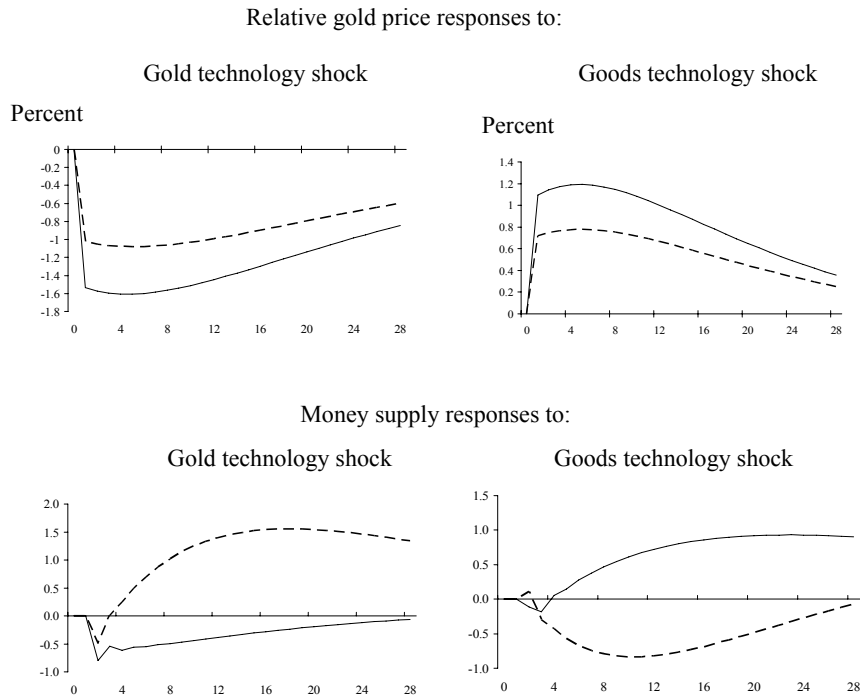 Relative gold price responses to:
Gold technology shock
Goods technology shock
Percent
Percent
0
-0.2
-0.4
-0.6
-0.8
-1
-1.2
-1.4
-1.6
-1.8
0 4 8 12 16 20 24 28
1.4
1.2
1
0.8
0.6
0.4
0.2
0
0 4 8 12 16 20 24 28
Money supply responses to:
Gold technology shock
Goods technology shock
2.0
1.5
1.0
0.5
0.0
-0.5
-1.0
0 4 8 12 16 20 24 28
1.5
1.0
0.5
0.0
-0.5
-1.0
0 4 8 12 16 20 24 28